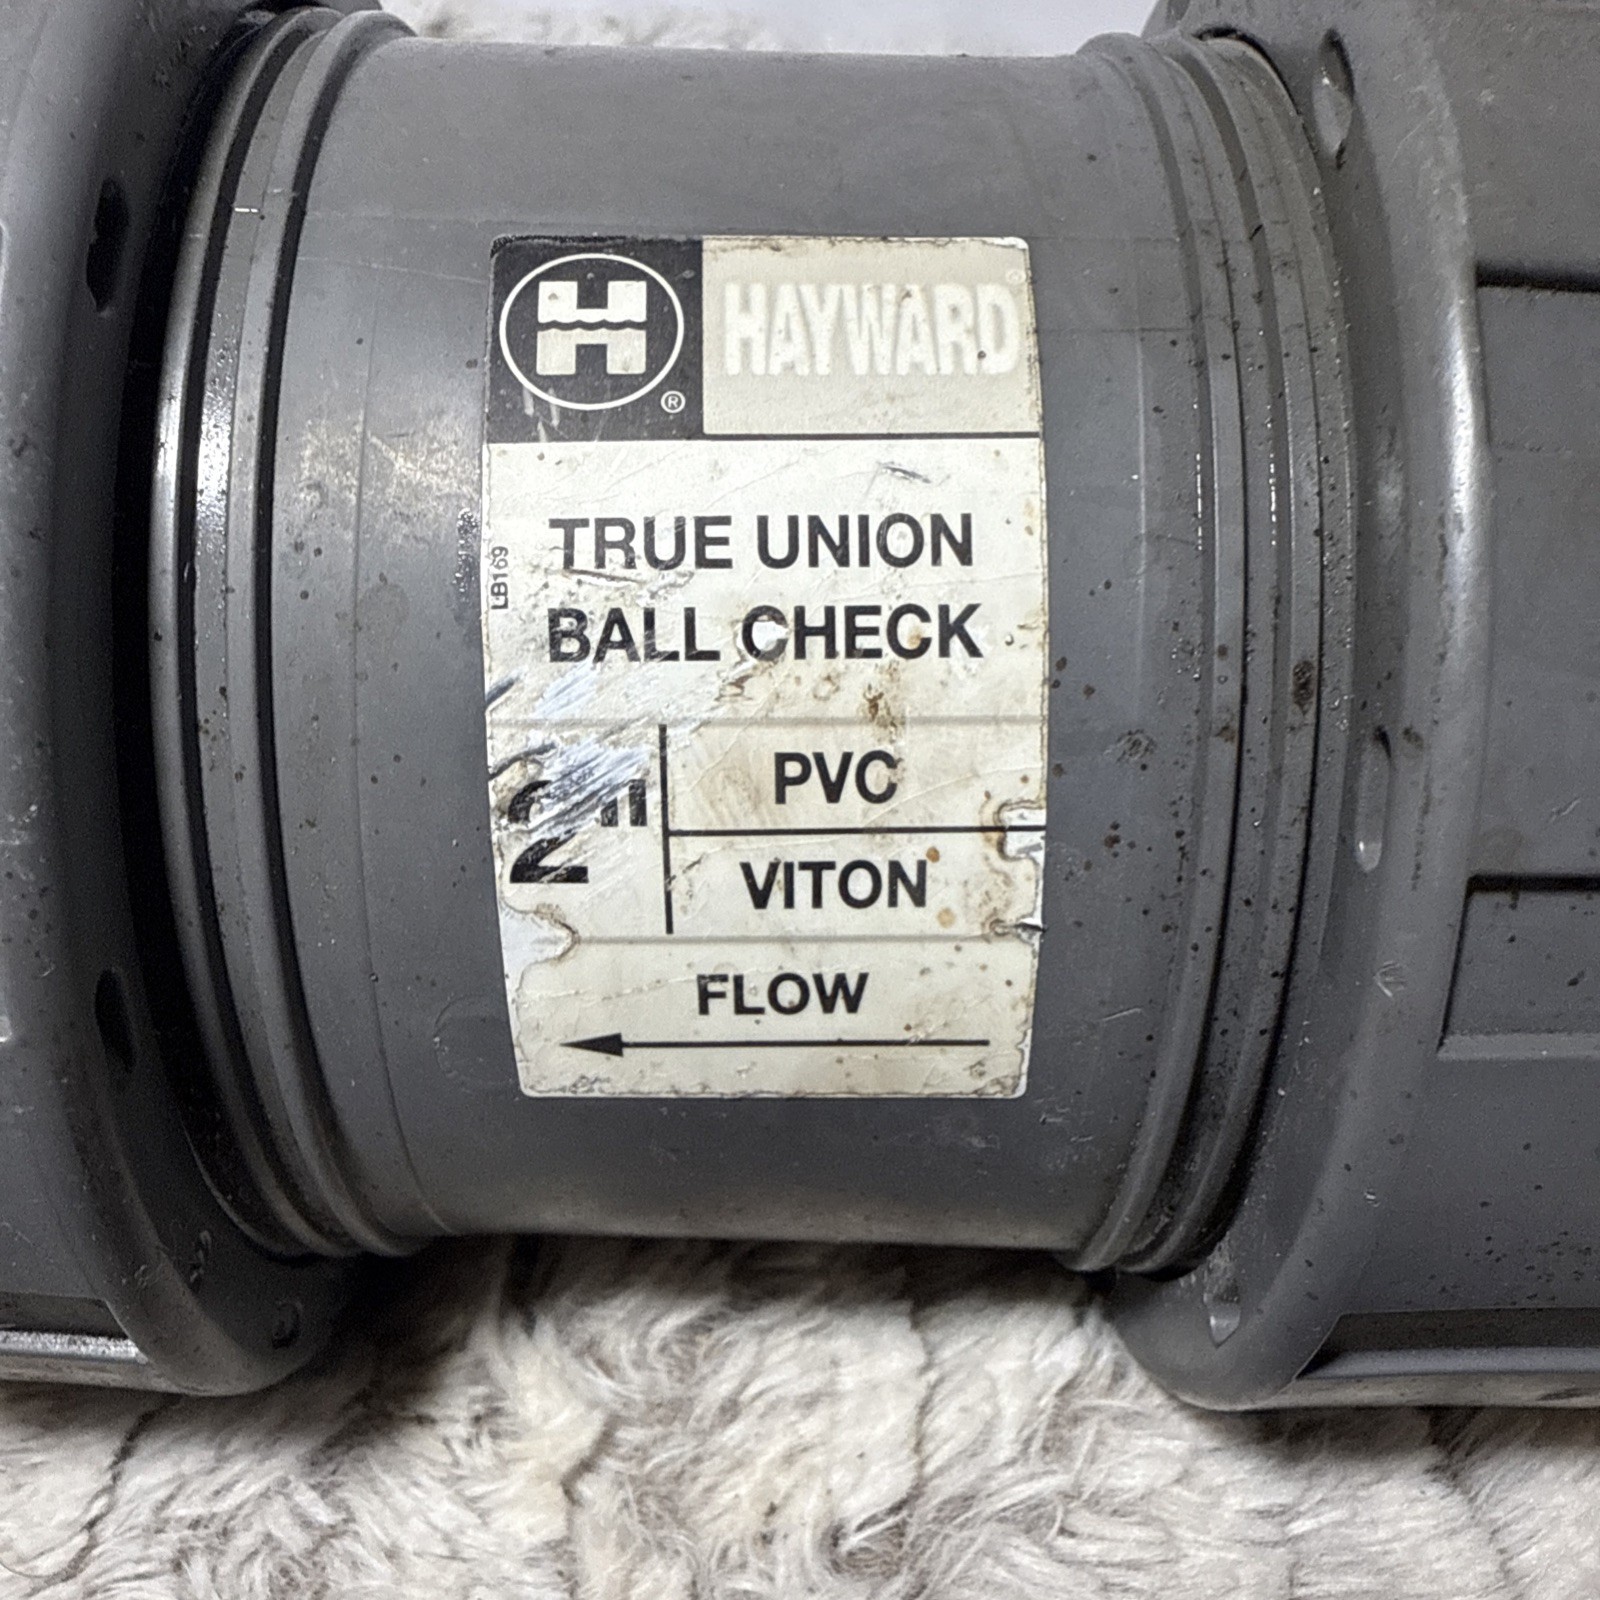 H
®
HAYWARD®
LB169
TRUE UNION
BALL CHECK
2"
PVC
VITON
FLOW